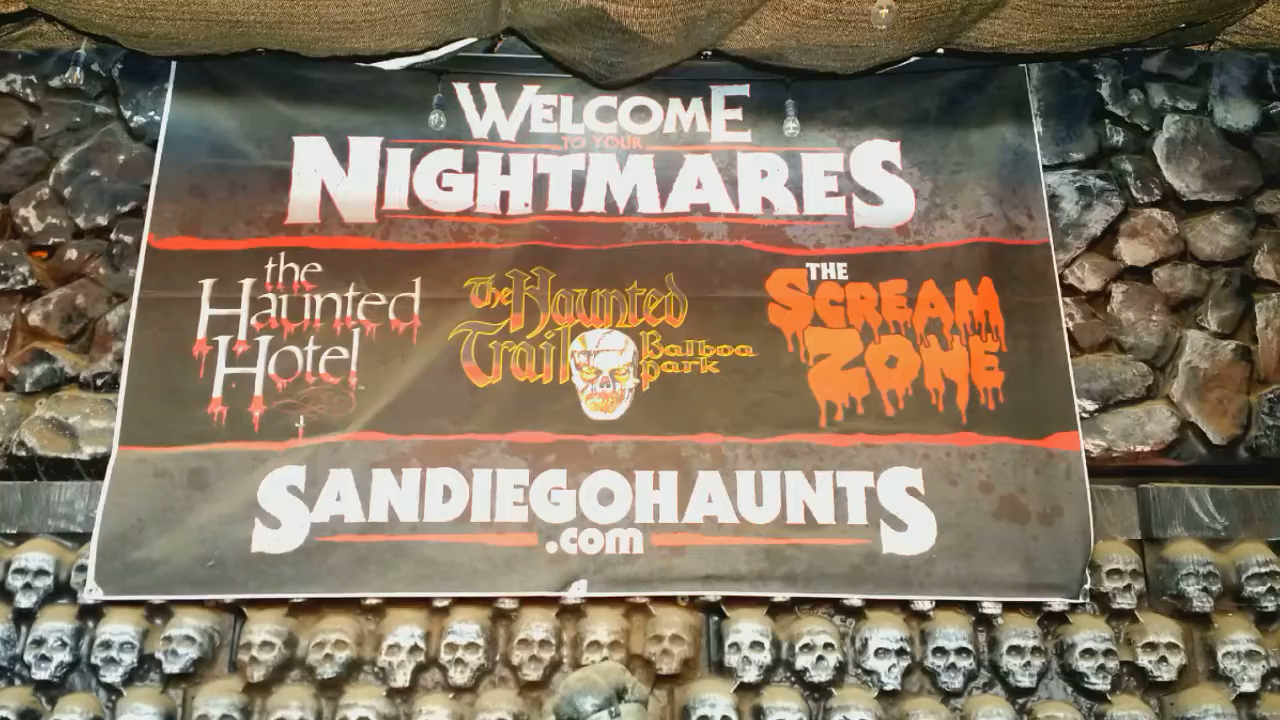 WELCOME
TO YOUR
NIGHTMARES
the
Haunted
Hotel
The Haunted
Trail
Balboa
Park
THE
SCREAM
ZONE
SANDIEGOHAUNTS
.com